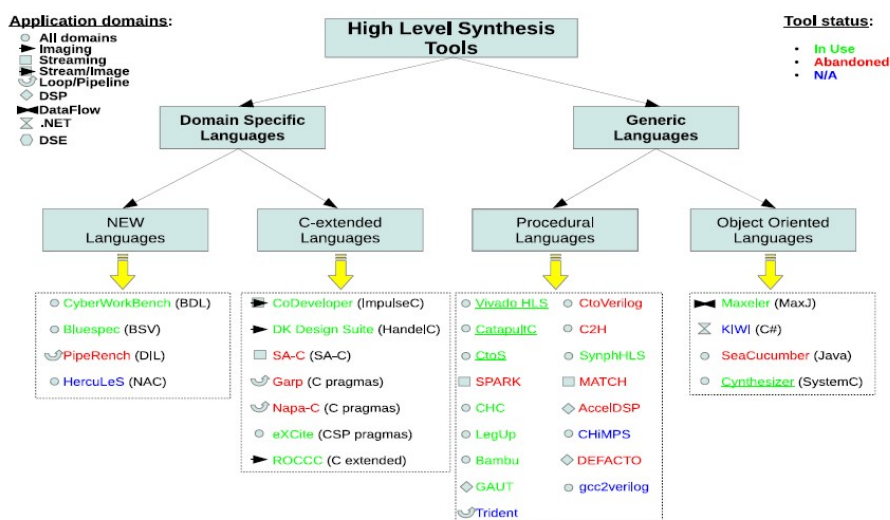 Application domains:
All domains
Imaging
Streaming
Stream/Image
Loop/Pipeline
DSP
DataFlow
.NET
DSE
High Level Synthesis
Tools
Tool status:
• In Use
• Abandoned
• N/A
Domain Specific
Languages
Generic
Languages
NEW
Languages
C-extended
Languages
Procedural
Languages
Object Oriented
Languages
CyberWorkBench (BDL)
Bluespec (BSV)
PipeRench (DIL)
HercuLeS (NAC)
CoDeveloper (ImpulseC)
DK Design Suite (HandelC)
SA-C (SA-C)
Garp (C pragmas)
Napa-C (C pragmas)
eXCite (CSP pragmas)
ROCCC (C extended)
Vivado HLS
CatapultC
CtoS
SPARK
CHC
LegUp
Bambu
GAUT
Trident
CtoVerilog
C2H
SynphHLS
MATCH
AccelDSP
CHiMPS
DEFACTO
gcc2verilog
Maxeler (MaxJ)
KIWI (C#)
SeaCucumber (Java)
Cynthesizer (SystemC)